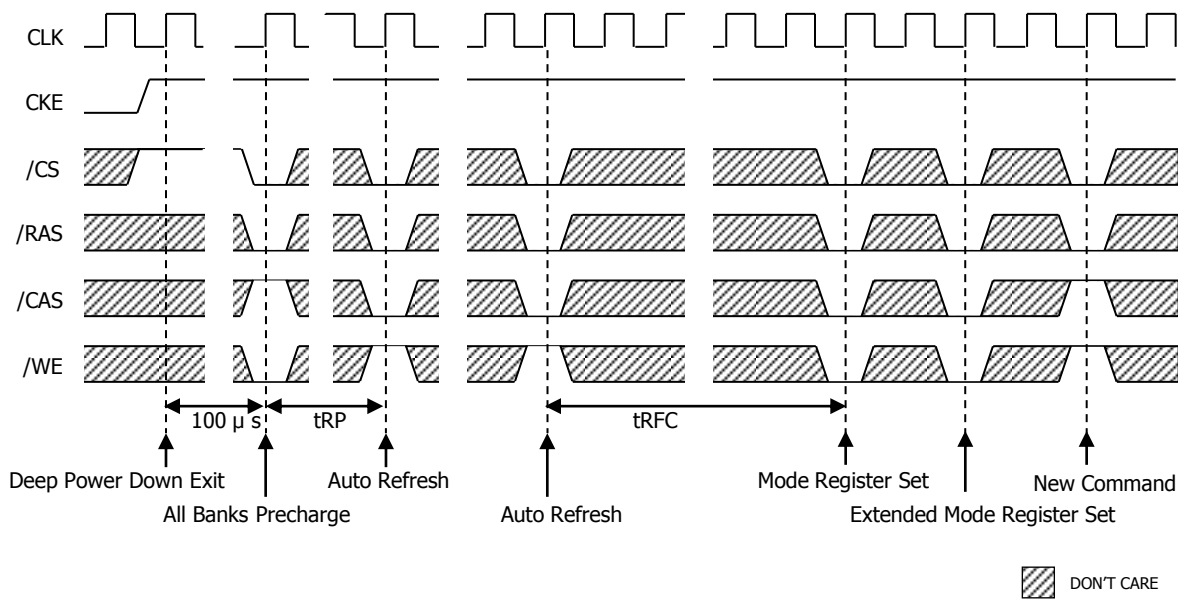 CLK
CKE
/CS
/RAS
/CAS
/WE
100 µ s
tRP
tRFC
Deep Power Down Exit
Auto Refresh
Mode Register Set
New Command
All Banks Precharge
Auto Refresh
Extended Mode Register Set
DON'T CARE